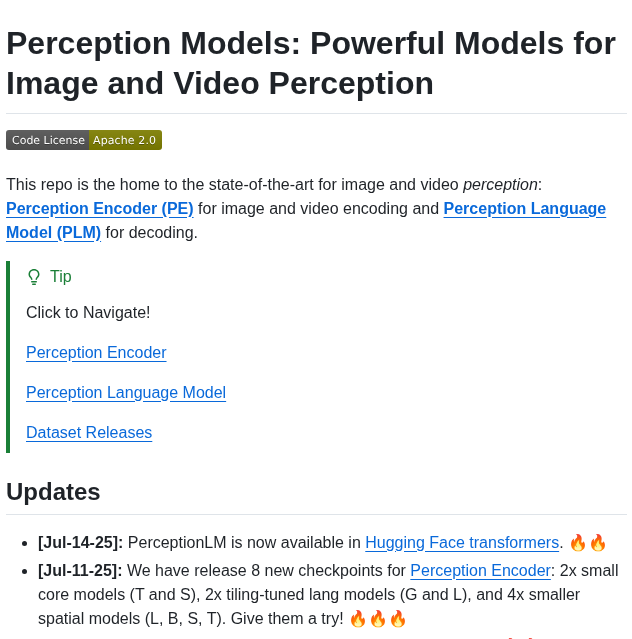 Perception Models: Powerful Models for
Image and Video Perception
Code License Apache 2.0
This repo is the home to the state-of-the-art for image and video perception:
Perception Encoder (PE) for image and video encoding and Perception Language
Model (PLM) for decoding.
Tip
Click to Navigate!
Perception Encoder
Perception Language Model
Dataset Releases
Updates
[Jul-14-25]: PerceptionLM is now available in Hugging Face transformers. 🔥🔥
[Jul-11-25]: We have release 8 new checkpoints for Perception Encoder: 2x small
core models (T and S), 2x tiling-tuned lang models (G and L), and 4x smaller
spatial models (L, B, S, T). Give them a try! 🔥🔥🔥